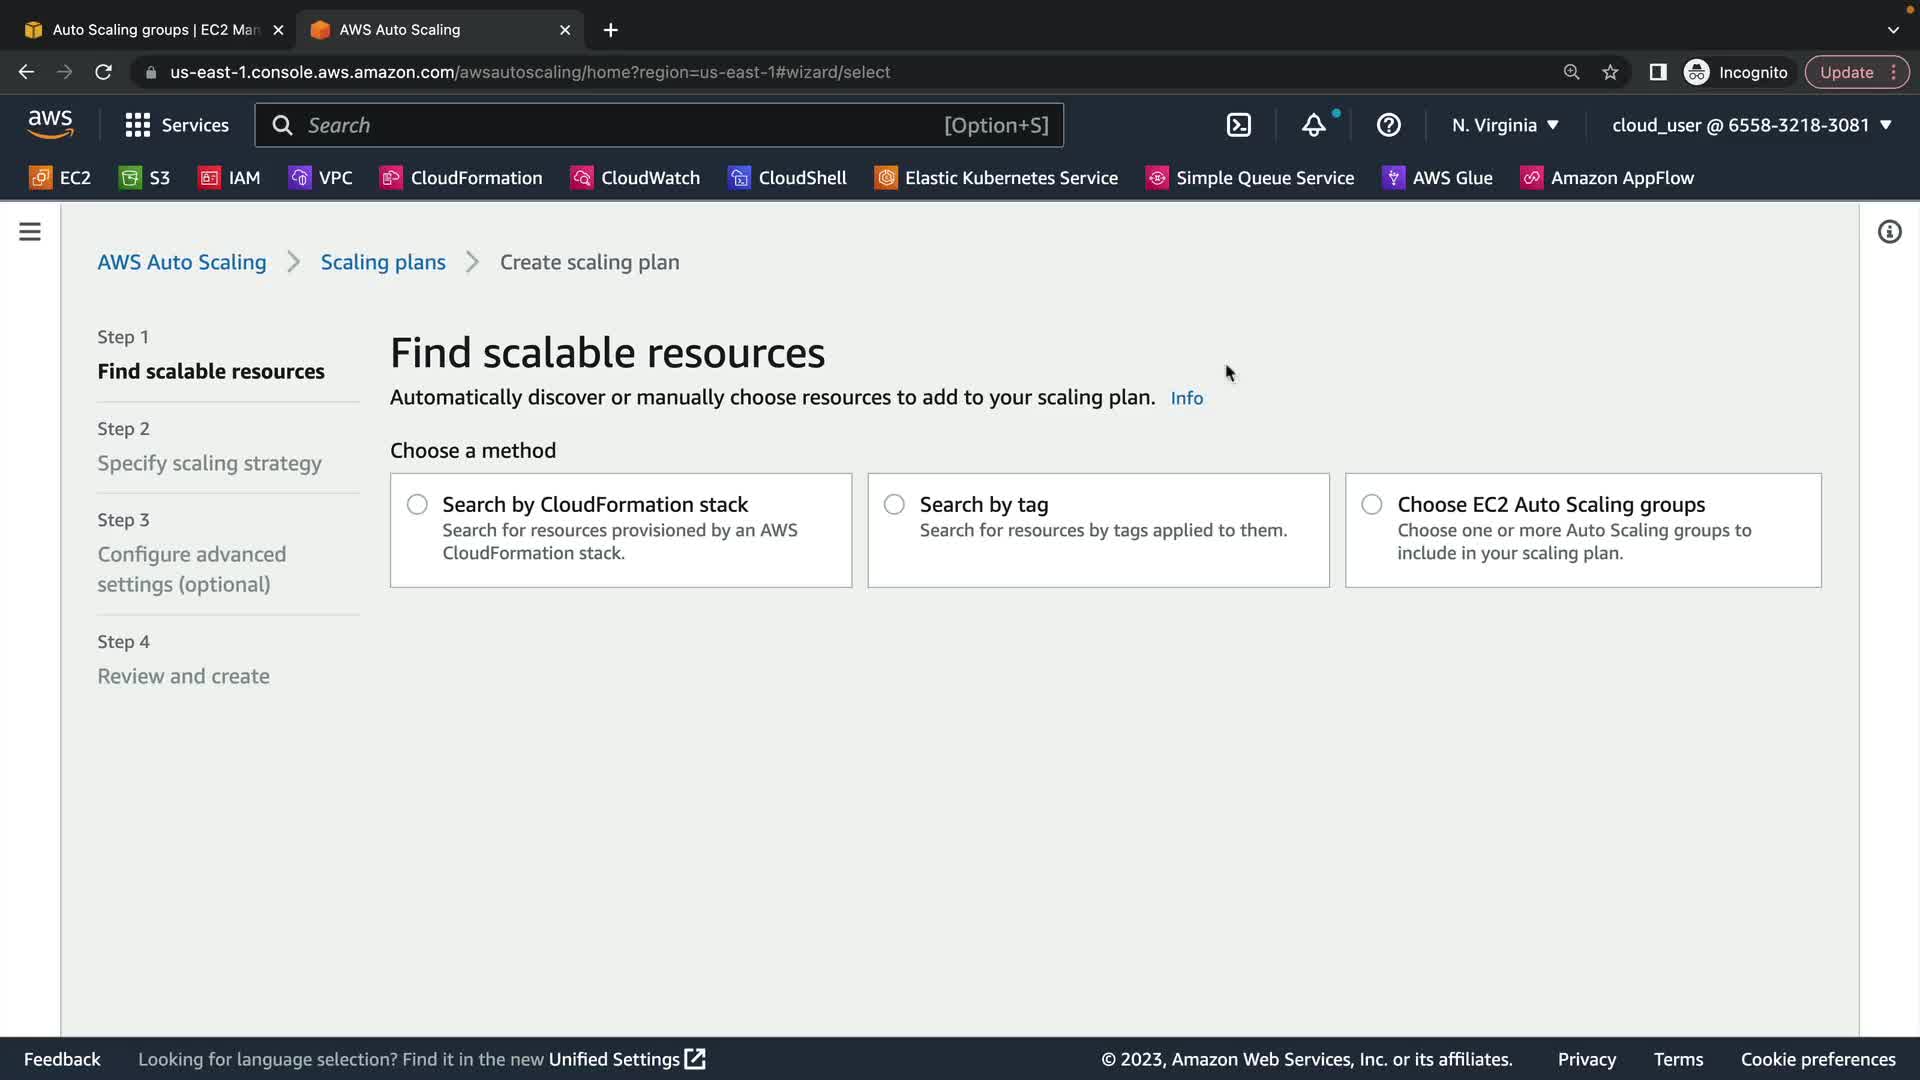 Auto Scaling groups | EC2 Man
AWS Auto Scaling
us-east-1.console.aws.amazon.com/awsautoscaling/home?region=us-east-1#wizard/select
Incognito
Update
aws
Services
Search
[Option+S]
N. Virginia
cloud_user @ 6558-3218-3081
EC2
S3
IAM
VPC
CloudFormation
CloudWatch
CloudShell
Elastic Kubernetes Service
Simple Queue Service
AWS Glue
Amazon AppFlow
AWS Auto Scaling
Scaling plans
Create scaling plan
Step 1
Find scalable resources
Step 2
Specify scaling strategy
Step 3
Configure advanced
settings (optional)
Step 4
Review and create
Find scalable resources
Automatically discover or manually choose resources to add to your scaling plan. Info
Choose a method
Search by CloudFormation stack
Search for resources provisioned by an AWS
CloudFormation stack.
Search by tag
Search for resources by tags applied to them.
Choose EC2 Auto Scaling groups
Choose one or more Auto Scaling groups to
include in your scaling plan.
Feedback
Looking for language selection? Find it in the new Unified Settings
© 2023, Amazon Web Services, Inc. or its affiliates.
Privacy
Terms
Cookie preferences